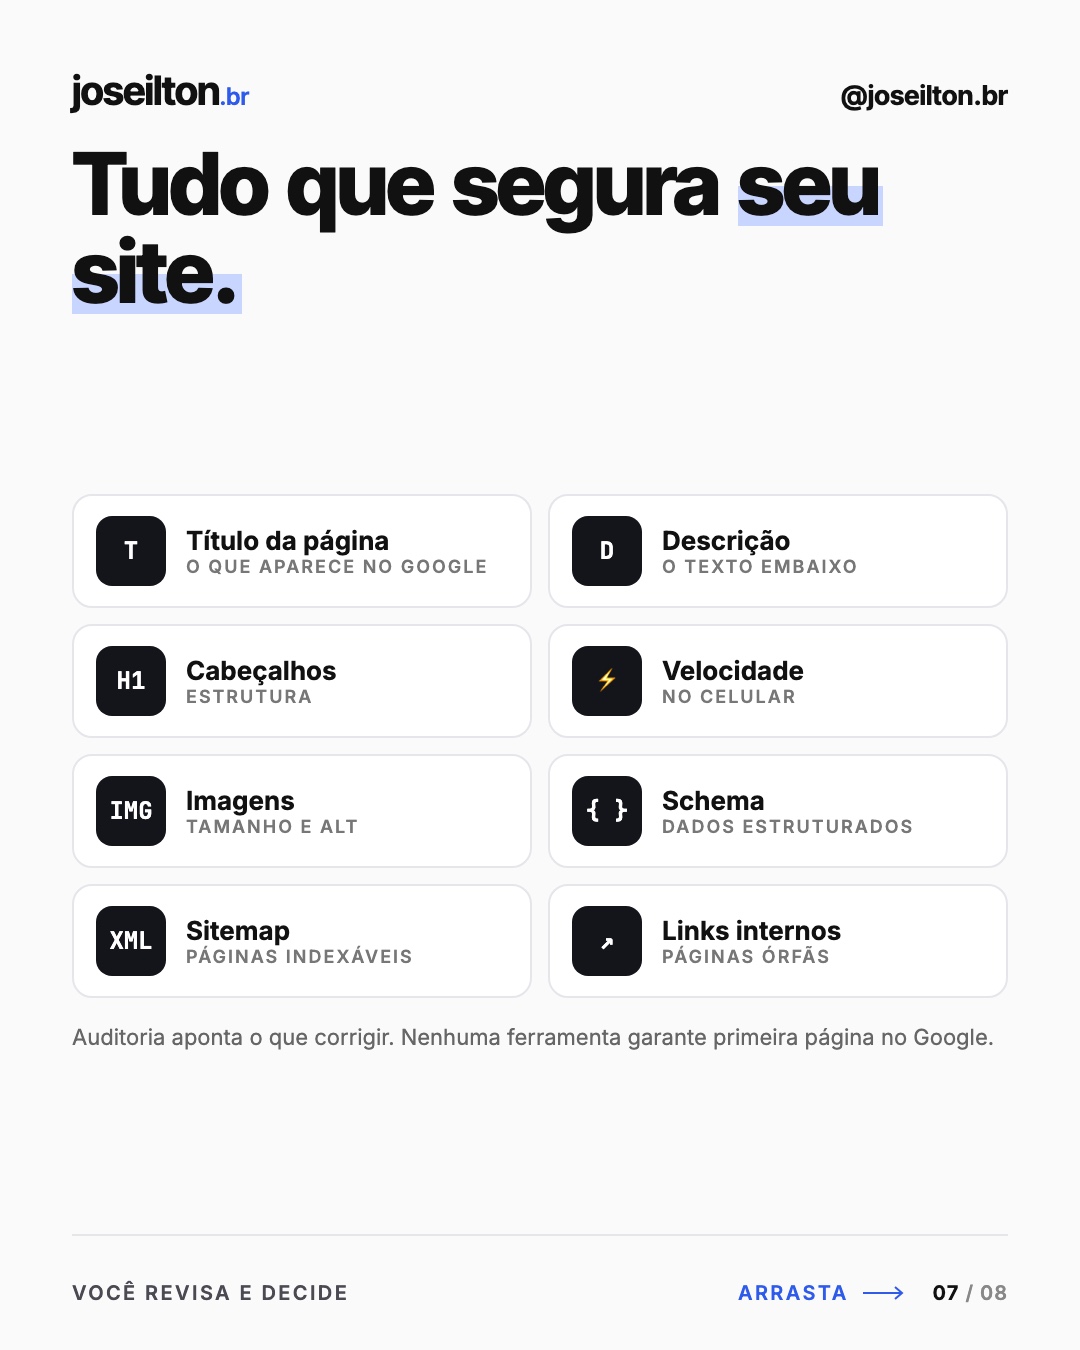 joseilton.br
@joseilton.br
Tudo que segura seu
site.
T
Título da página
O QUE APARECE NO GOOGLE
D
Descrição
O TEXTO EMBAIXO
H1
Cabeçalhos
ESTRUTURA
⚡
Velocidade
NO CELULAR
IMG
Imagens
TAMANHO E ALT
{ }
Schema
DADOS ESTRUTURADOS
XML
Sitemap
PÁGINAS INDEXÁVEIS
↗
Links internos
PÁGINAS ÓRFÃS
Auditoria aponta o que corrigir. Nenhuma ferramenta garante primeira página no Google.
VOCÊ REVISA E DECIDE
ARRASTA → 07 / 08